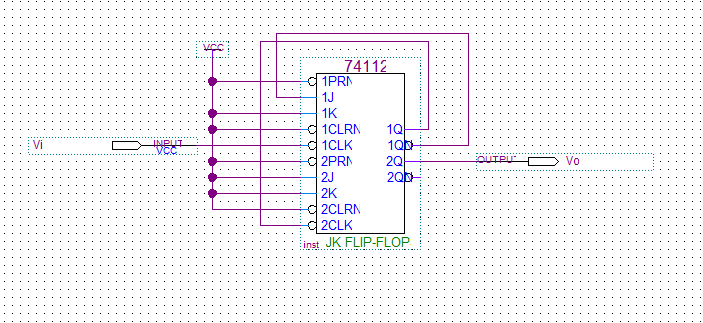 74112
VCC
1PRN
1J
1K
1CLRN
1Q
Vi
INPUT
VCC
1CLK
1QN
2PRN
2Q
OUTPUT
Vo
2J
2QN
2K
2CLRN
2CLK
inst
JK FLIP-FLOP